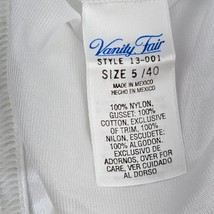 Vanity Fair
STYLE 13-001
SIZE 5/40
MADE IN MEXICO
HECHO EN MEXICO
100% NYLON,
GUSSET: 100%
COTTON, EXCLUSIVE
OF TRIM. 100%
NILON, ESCUDETE:
100% ALGODON.
EXCLUSIVO DE
ADORNOS, OVER FOR
CARE, VER CUIDADO
AL DORSO